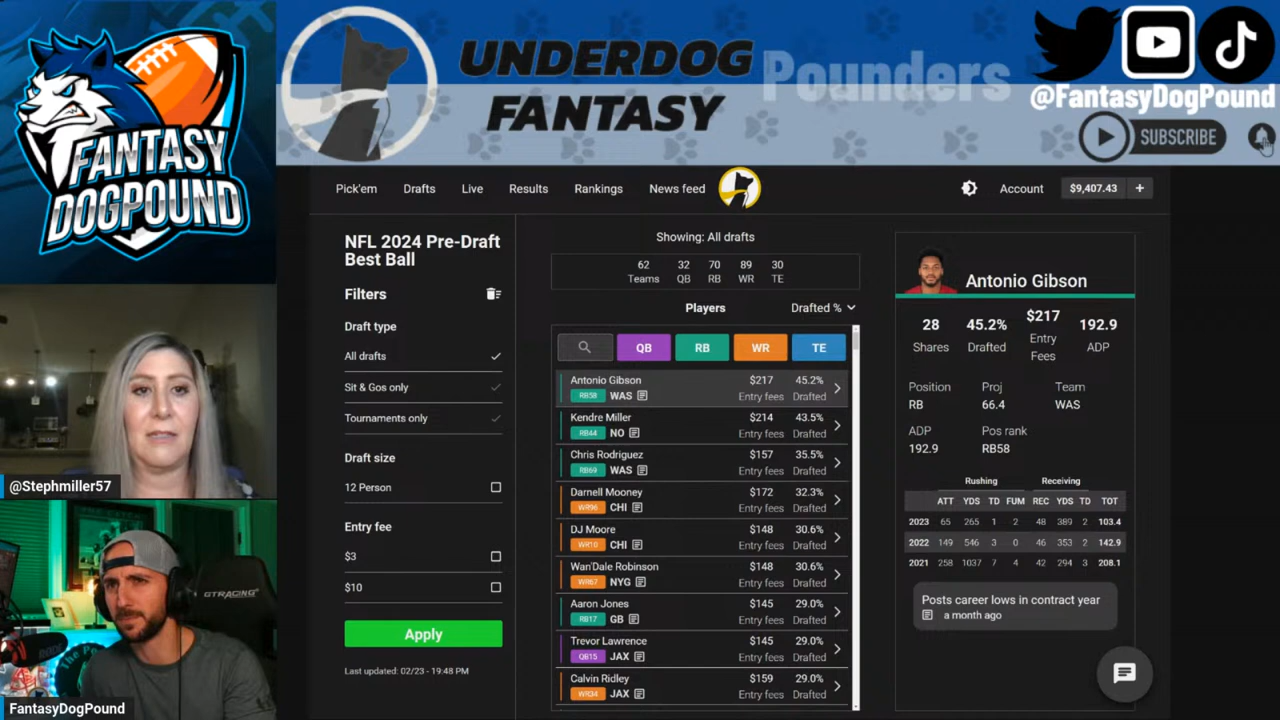 FANTASY
DOGPOUND
UNDERDOG
FANTASY
Pounders
@FantasyDogPound
SUBSCRIBE
Pick'em Drafts Live Results Rankings News feed
Account $9,407.43 +
NFL 2024 Pre-Draft
Best Ball
Filters
Draft type
All drafts
Sit & Gos only
Tournaments only
Draft size
12 Person
Entry fee
$3
$10
Apply
Last updated: 02/23 - 19:48 PM
Showing: All drafts
62 32 70 89 30
Teams QB RB WR TE
Players Drafted %
QB RB WR TE
Antonio Gibson $217 45.2%
RB58 WAS Entry fees Drafted
Kendre Miller $214 43.5%
RB44 NO Entry fees Drafted
Chris Rodriguez $157 35.5%
RB69 WAS Entry fees Drafted
Darnell Mooney $172 32.3%
WR96 CHI Entry fees Drafted
DJ Moore $148 30.6%
WR10 CHI Entry fees Drafted
Wan'Dale Robinson $148 30.6%
WR67 NYG Entry fees Drafted
Aaron Jones $145 29.0%
RB17 GB Entry fees Drafted
Trevor Lawrence $145 29.0%
QB15 JAX Entry fees Drafted
Calvin Ridley $159 29.0%
WR34 JAX Entry fees Drafted
Antonio Gibson
28 45.2% $217 192.9
Shares Drafted Entry Fees ADP
Position Proj Team
RB 66.4 WAS
ADP Pos rank
192.9 RB58
Rushing Receiving
ATT YDS TD FUM REC YDS TD TOT
2023 65 265 1 2 48 389 2 103.4
2022 149 546 3 0 46 353 2 142.9
2021 258 1037 7 4 42 294 3 208.1
Posts career lows in contract year
a month ago
@Stephmiller57
GTRACING
FantasyDogPound